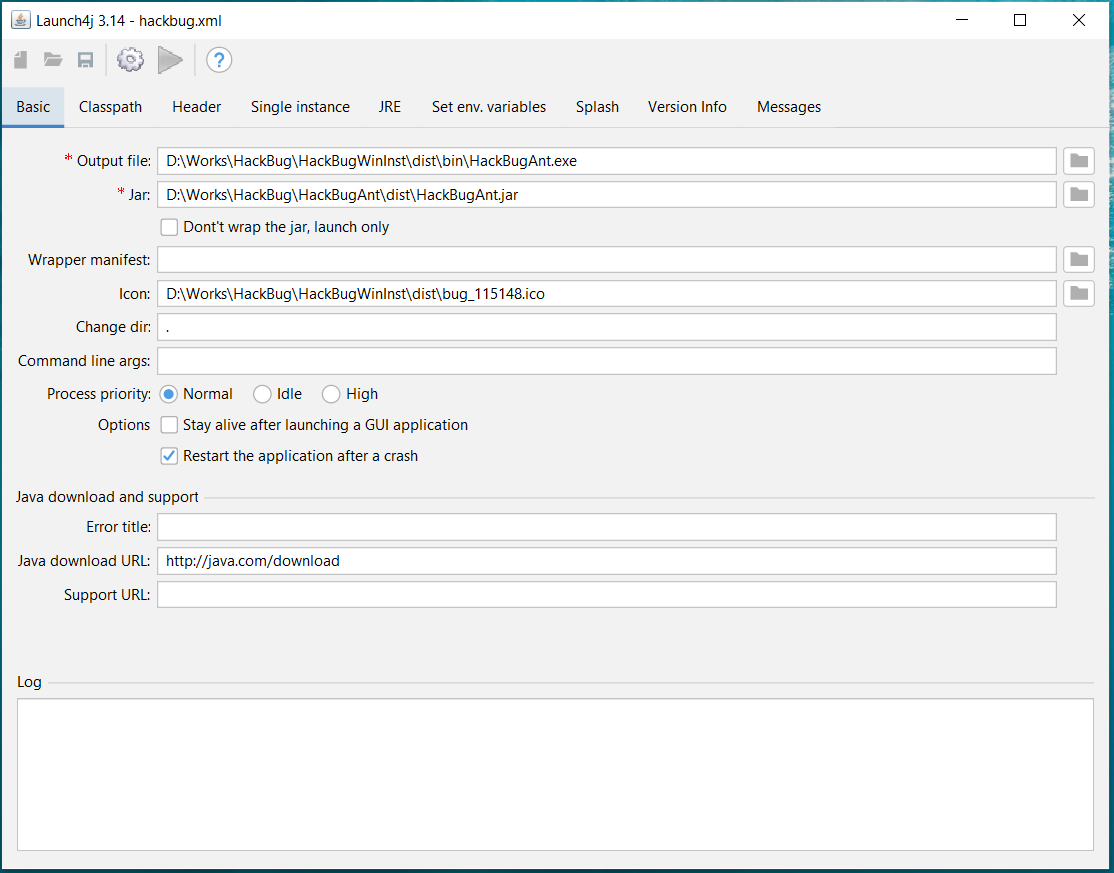 Launch4j 3.14 - hackbug.xml
?
Basic Classpath Header Single instance JRE Set env. variables Splash Version Info Messages
* Output file: D:\Works\HackBug\HackBugWinInst\dist\bin\HackBugAnt.exe
* Jar: D:\Works\HackBug\HackBugAnt\dist\HackBugAnt.jar
Dont't wrap the jar, launch only
Wrapper manifest:
Icon: D:\Works\HackBug\HackBugWinInst\dist\bug_115148.ico
Change dir: .
Command line args:
Process priority: Normal Idle High
Options Stay alive after launching a GUI application
Restart the application after a crash
Java download and support
Error title:
Java download URL: http://java.com/download
Support URL:
Log